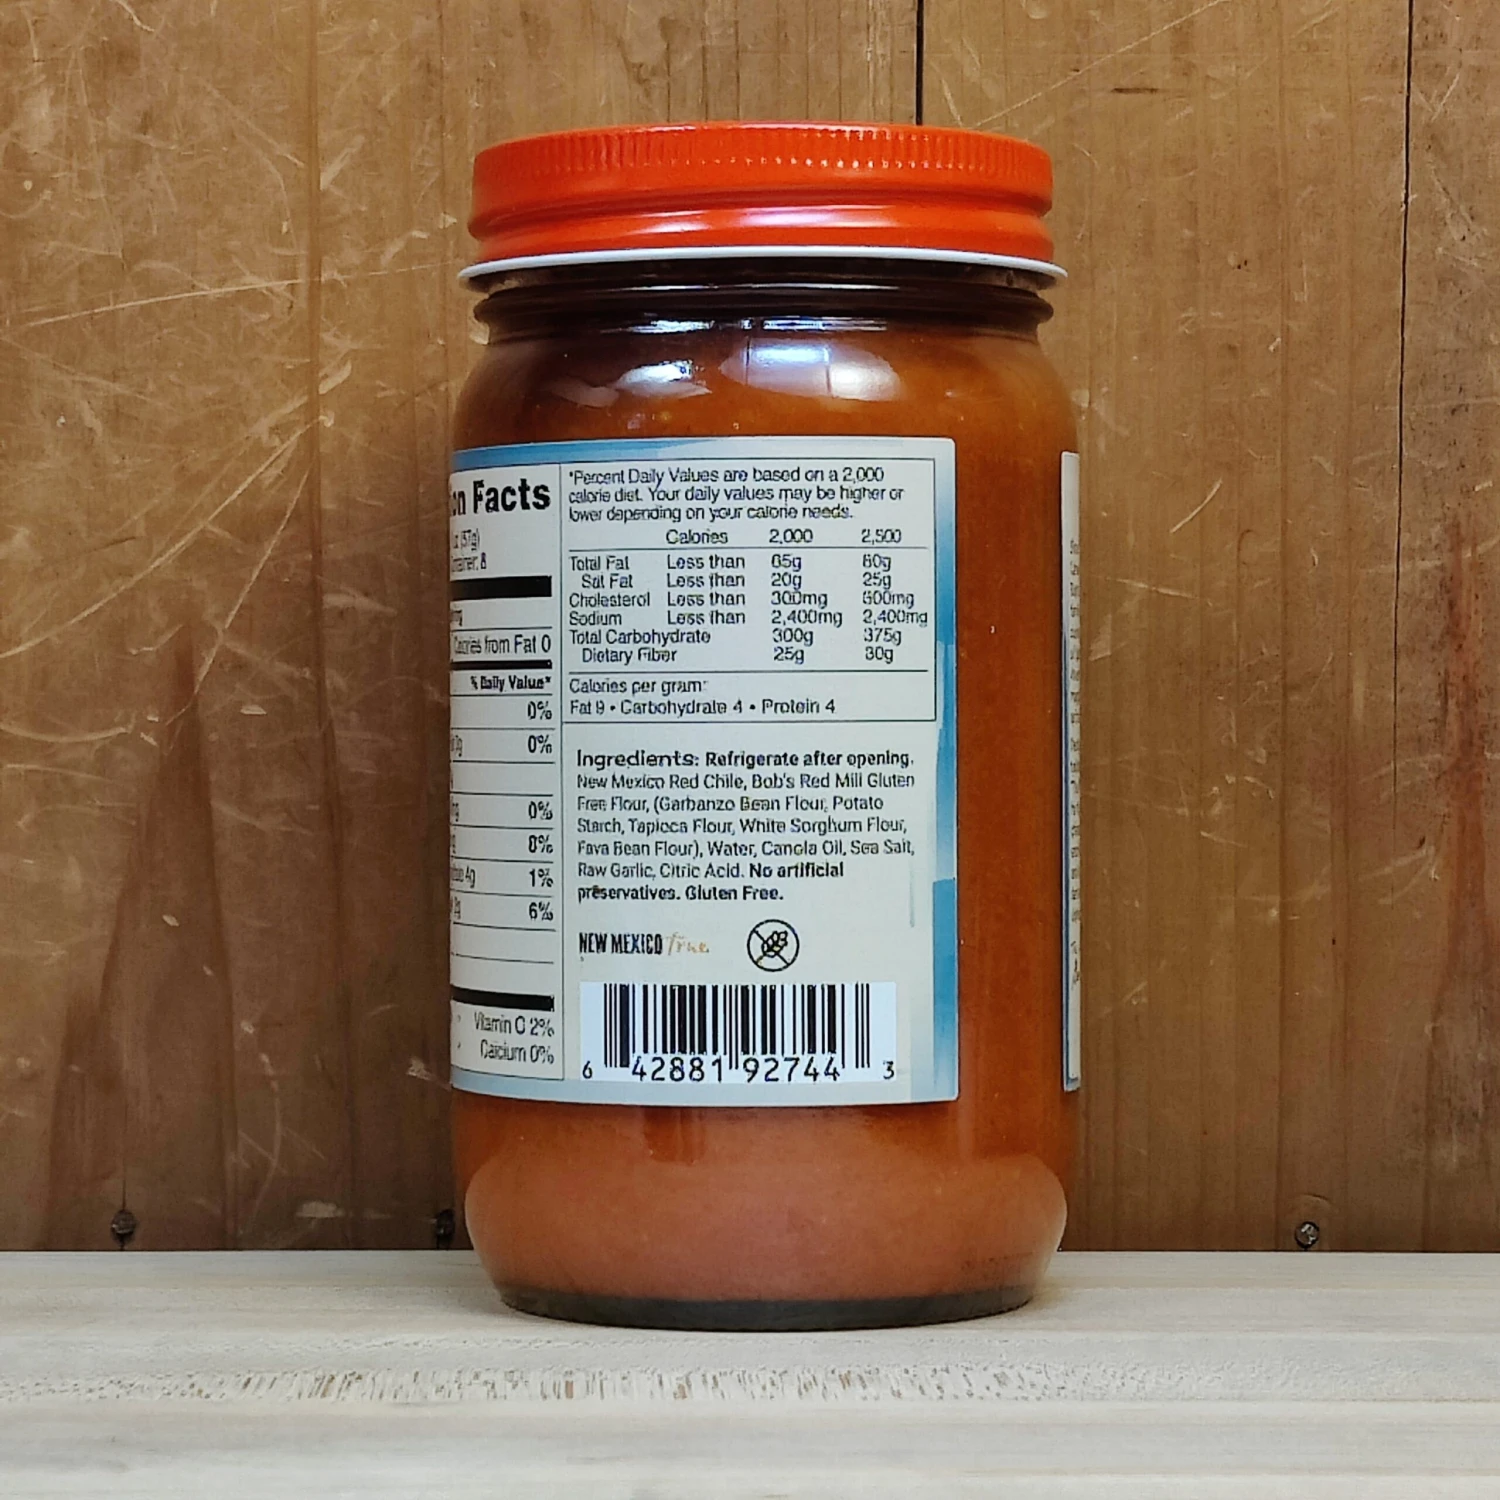 on Facts
(57g)
8
Calories from Fat 0
% Daily Value*
0%
0%
0%
8%
4g 1%
6%
Vitamin C 2%
Calcium 0%
*Percent Daily Values are based on a 2,000
calorie diet. Your daily values may be higher or
lower depending on your calorie needs.
Calories 2,000 2,500
Total Fat Less than 65g 80g
Sat Fat Less than 20g 25g
Cholesterol Less than 300mg
Sodium Less than 2,400mg 2,400mg
Total Carbohydrate 300g 375g
Dietary Fiber 25g 30g
Calories per gram:
Fat 9 • Carbohydrate 4 • Protein 4
Ingredients: Refrigerate after opening.
New Mexico Red Chile, Bob's Red Mill Gluten
Free Flour, (Garbanzo Bean Flour, Potato
Starch, Tapioca Flour, White Sorghum Flour,
Fava Bean Flour), Water, Canola Oil, Sea Salt,
Raw Garlic, Citric Acid. No artificial
preservatives. Gluten Free.
NEW MEXICO True
6 42881 92744 3